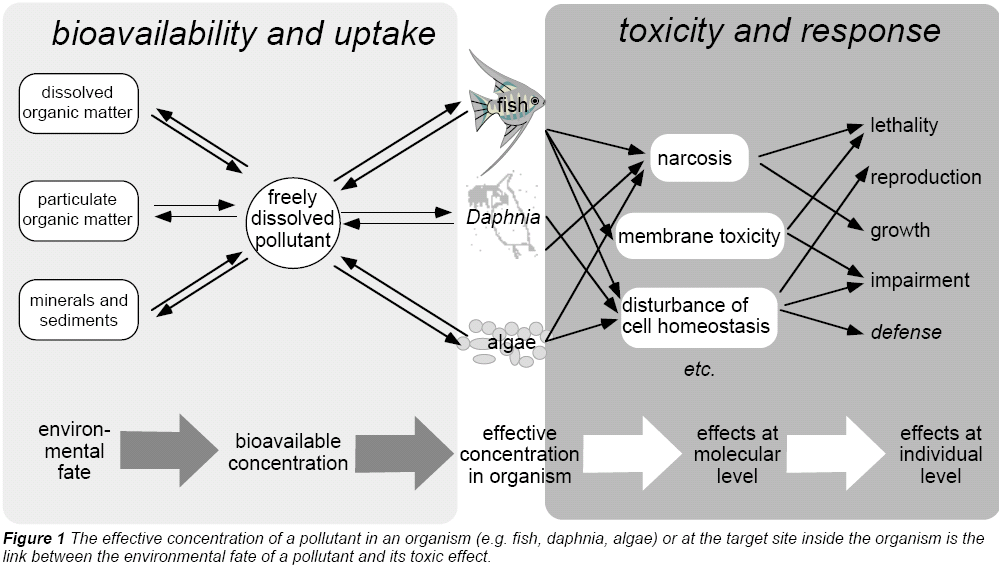 bioavailability and uptake
toxicity and response
dissolved
organic matter
particulate
organic matter
minerals and
sediments
freely
dissolved
pollutant
fish
Daphnia
algae
narcosis
membrane toxicity
disturbance of
cell homeostasis
etc.
lethality
reproduction
growth
impairment
defense
environ-
mental
fate
bioavailable
concentration
effective
concentration
in organism
effects at
molecular
level
effects at
individual
level
Figure 1 The effective concentration of a pollutant in an organism (e.g. fish, daphnia, algae) or at the target site inside the organism is the
link between the environmental fate of a pollutant and its toxic effect.